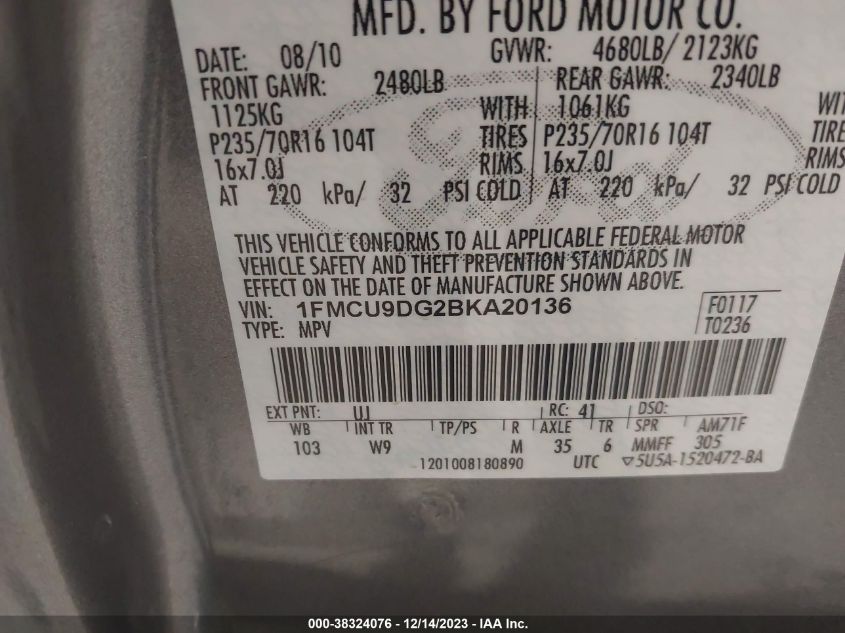 MFD. BY FORD MOTOR CO.
DATE: 08/10 GVWR: 4680LB/ 2123KG
FRONT GAWR: 2480LB REAR GAWR: 2340LB
1125KG WITH 1061KG WIT
P235/70R16 104T TIRES P235/70R16 104T TIRE
16x7.0J RIMS 16x7.0J RIMS
AT 220 kPa/ 32 PSI COLD AT 220 kPa/ 32 PSI COLD
THIS VEHICLE CONFORMS TO ALL APPLICABLE FEDERAL MOTOR
VEHICLE SAFETY AND THEFT PREVENTION STANDARDS IN
EFFECT ON THE DATE OF MANUFACTURE SHOWN ABOVE.
VIN: 1FMCU9DG2BKA20136 F0117
TYPE: MPV T0236
EXT PNT: UJ RC: 41 DSO:
WB INT TR TP/PS R AXLE TR SPR AM71F
103 W9 M 35 6 MMFF 305
1201008180890 UTC ▽5U5A-1520472-BA
000-38324076 - 12/14/2023 - IAA Inc.